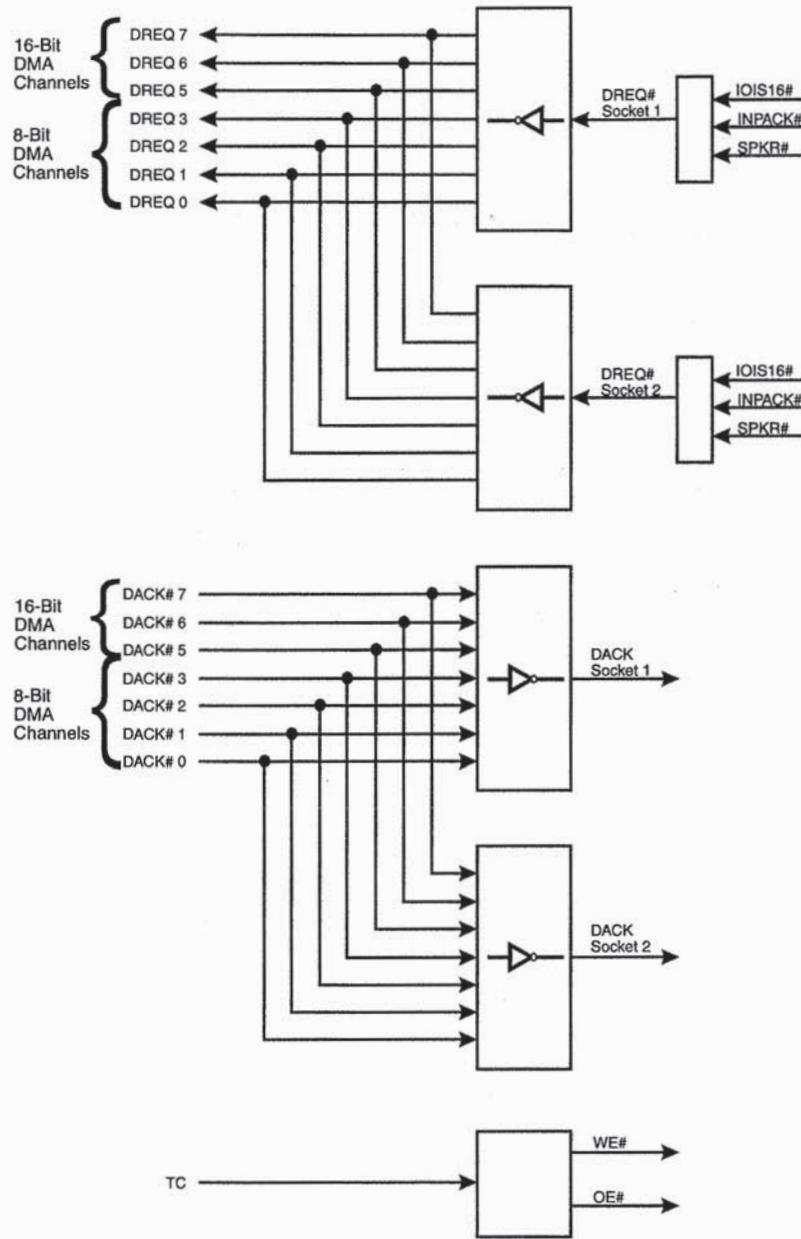 16-Bit
DMA
Channels
8-Bit
DMA
Channels
DREQ 7
DREQ 6
DREQ 5
DREQ 3
DREQ 2
DREQ 1
DREQ 0
DREQ#
Socket 1
IOIS16#
INPACK#
SPKR#
DREQ#
Socket 2
IOIS16#
INPACK#
SPKR#
16-Bit
DMA
Channels
8-Bit
DMA
Channels
DACK# 7
DACK# 6
DACK# 5
DACK# 3
DACK# 2
DACK# 1
DACK# 0
DACK
Socket 1
DACK
Socket 2
TC
WE#
OE#